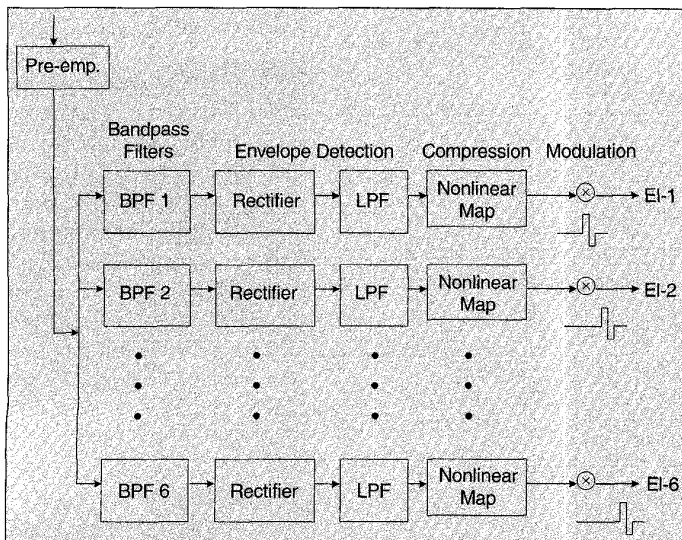 Pre-emp.
Bandpass
Filters
Envelope Detection
Compression
Modulation
BPF 1
Rectifier
LPF
Nonlinear
Map
El-1
BPF 2
Rectifier
LPF
Nonlinear
Map
El-2
BPF 6
Rectifier
LPF
Nonlinear
Map
El-6